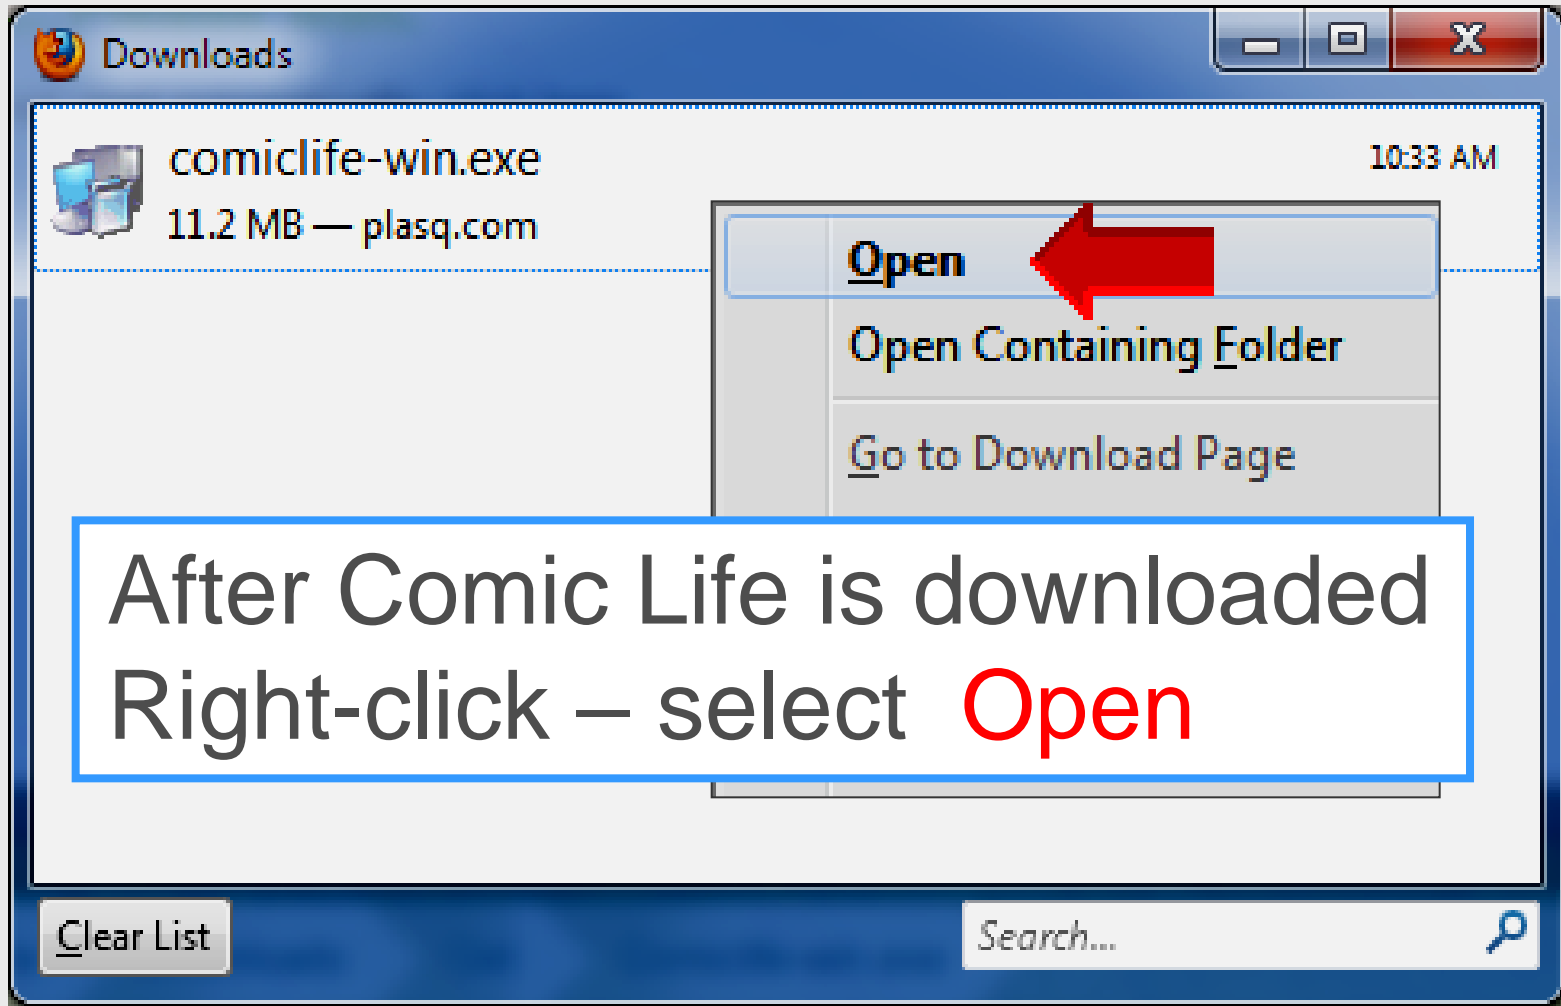 Downloads
comiclife-win.exe
10:33 AM
11.2 MB — plasq.com
Open
Open Containing Folder
Go to Download Page
After Comic Life is downloaded
Right-click – select Open
Clear List
Search...